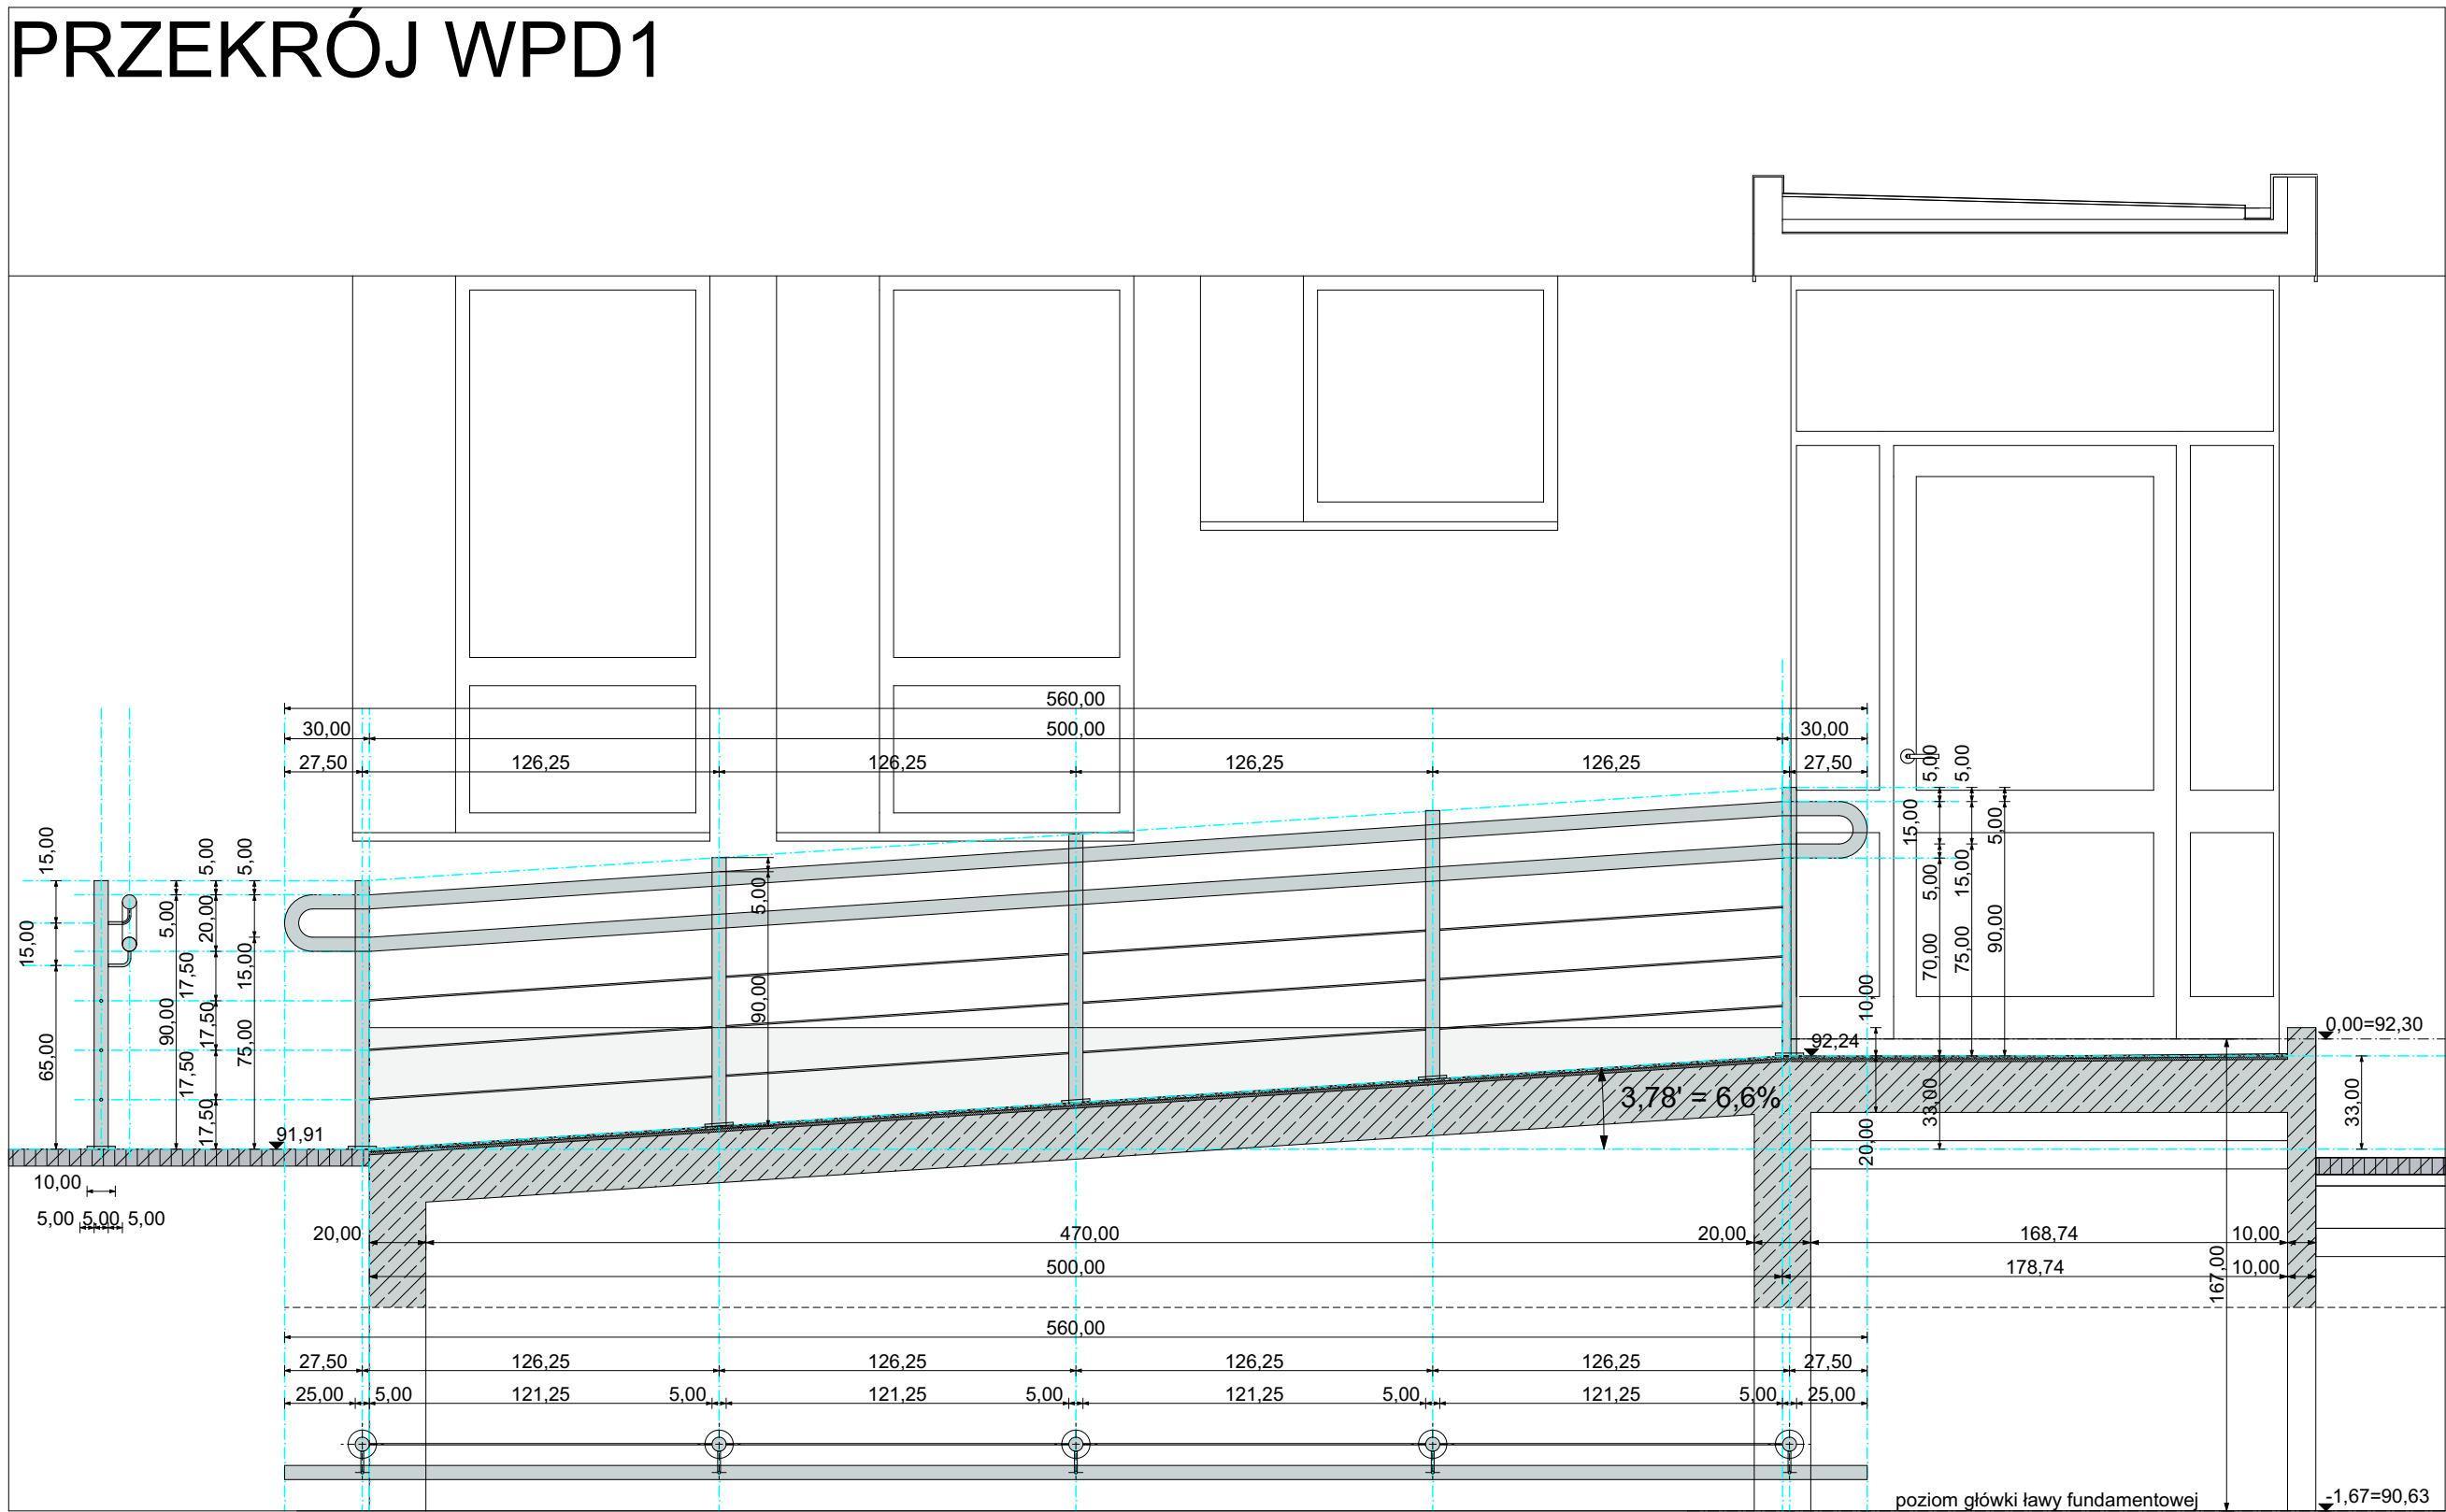 PRZEKRÓJ WPD1
560,00
30,00 500,00 30,00
27,50 126,25 126,25 126,25 126,25 27,50
5,00 5,00
15,00 5,00
15,00 5,00 5,00
5,00 20,00
15,00 17,50 15,00
5,00 15,00
70,00 75,00 90,00
65,00 90,00 17,50 75,00
17,50 17,50
5,00
90,00
10,00
92,24
0,00=92,30
91,91
3,78' = 6,6%
20,00 33,00 33,00
10,00
5,00 5,00 5,00
20,00 470,00 20,00 168,74 10,00
500,00 178,74 10,00
167,00
560,00
27,50 126,25 126,25 126,25 126,25 27,50
25,00 5,00 121,25 5,00 121,25 5,00 121,25 5,00 121,25 5,00 25,00
poziom główki ławy fundamentowej -1,67=90,63